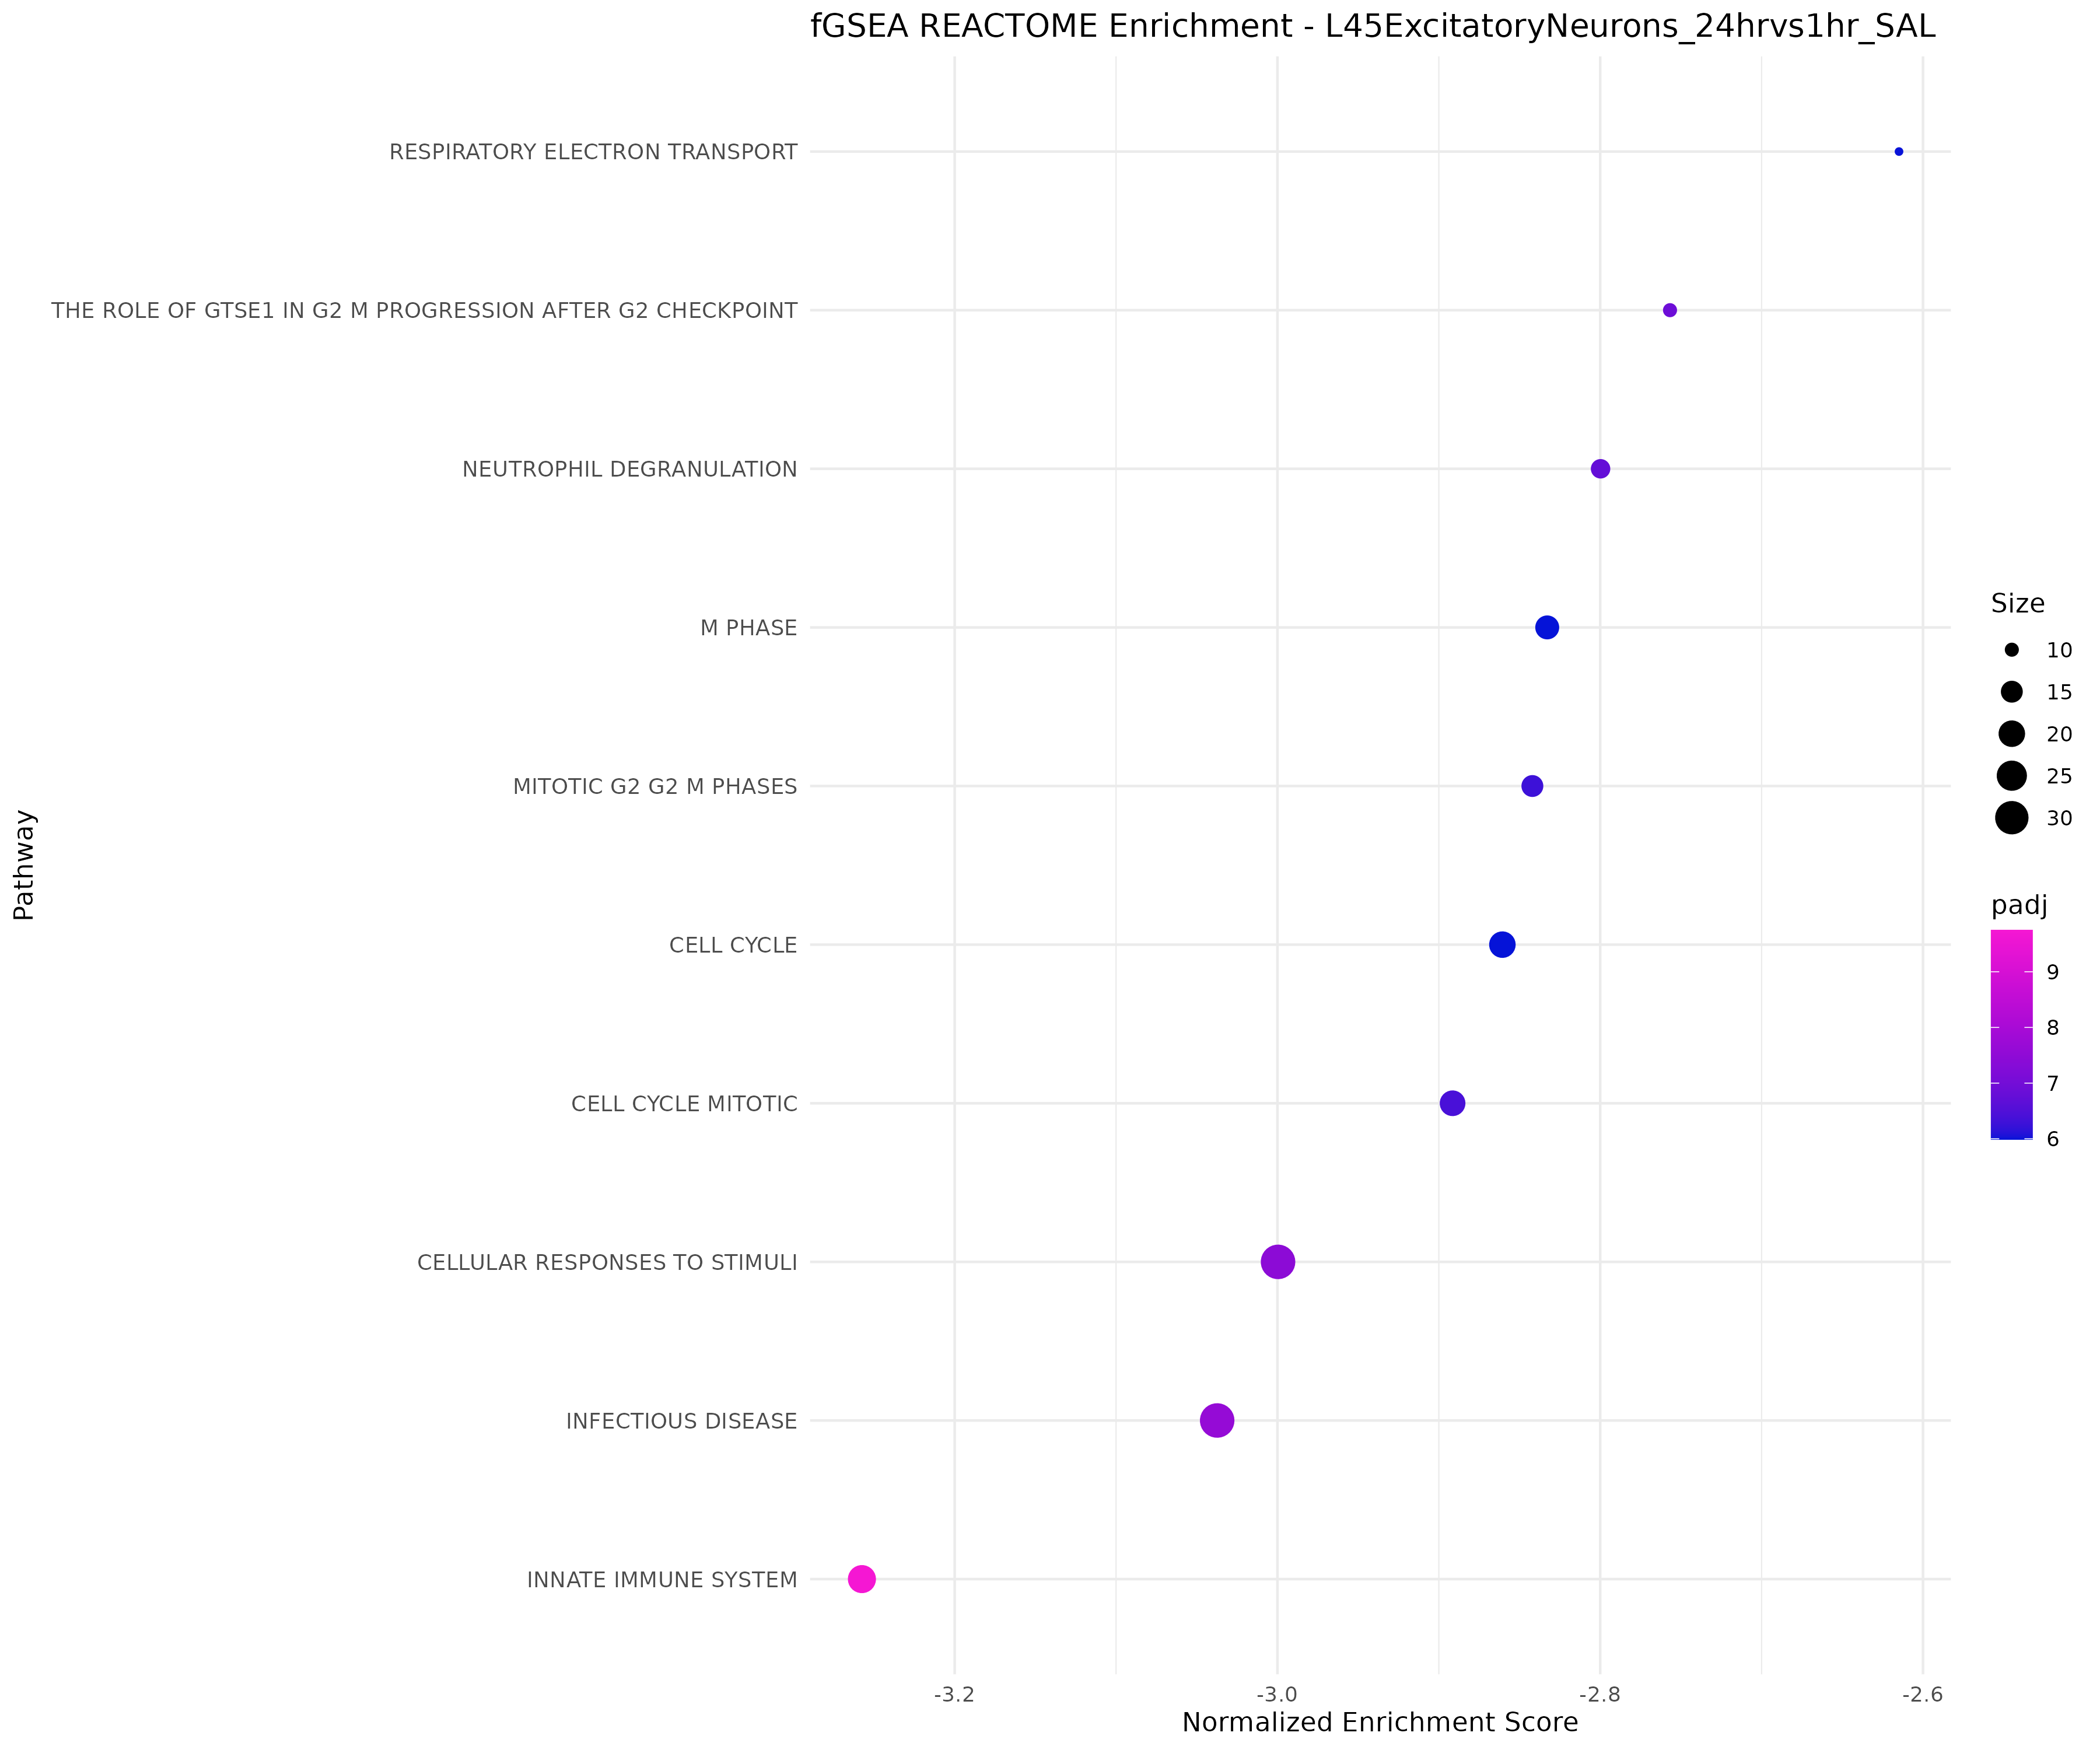 fGSEA REACTOME Enrichment - L45ExcitatoryNeurons_24hrvs1hr_SAL
RESPIRATORY ELECTRON TRANSPORT
THE ROLE OF GTSE1 IN G2 M PROGRESSION AFTER G2 CHECKPOINT
NEUTROPHIL DEGRANULATION
M PHASE
MITOTIC G2 G2 M PHASES
CELL CYCLE
CELL CYCLE MITOTIC
CELLULAR RESPONSES TO STIMULI
INFECTIOUS DISEASE
INNATE IMMUNE SYSTEM
Pathway
-3.2
-3.0
-2.8
-2.6
Normalized Enrichment Score
Size
10
15
20
25
30
padj
9
8
7
6